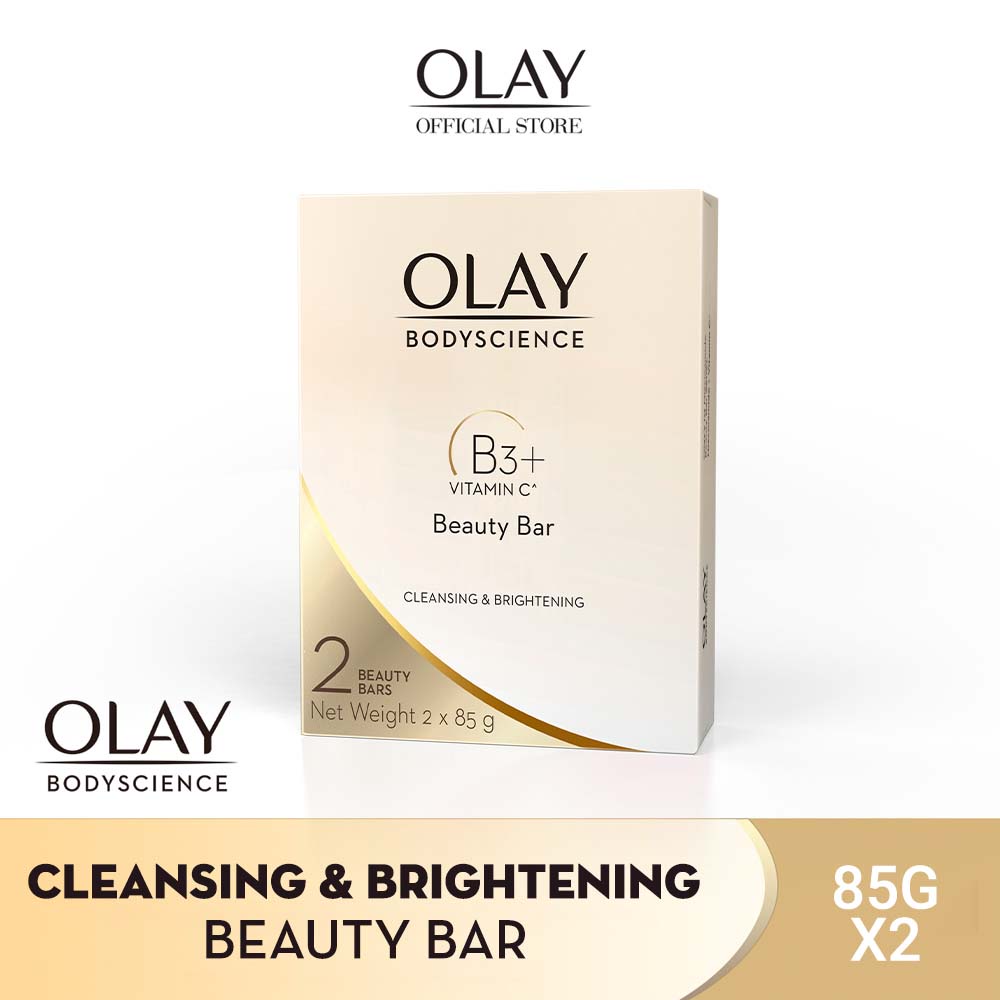 OLAY
OFFICIAL STORE
OLAY
BODYSCIENCE
B3+
VITAMIN C^
Beauty Bar
CLEANSING & BRIGHTENING
2 BEAUTY
BARS
Net Weight 2 x 85 g
OLAY
OLAY
BODYSCIENCE
CLEANSING & BRIGHTENING
BEAUTY BAR
85G
X2